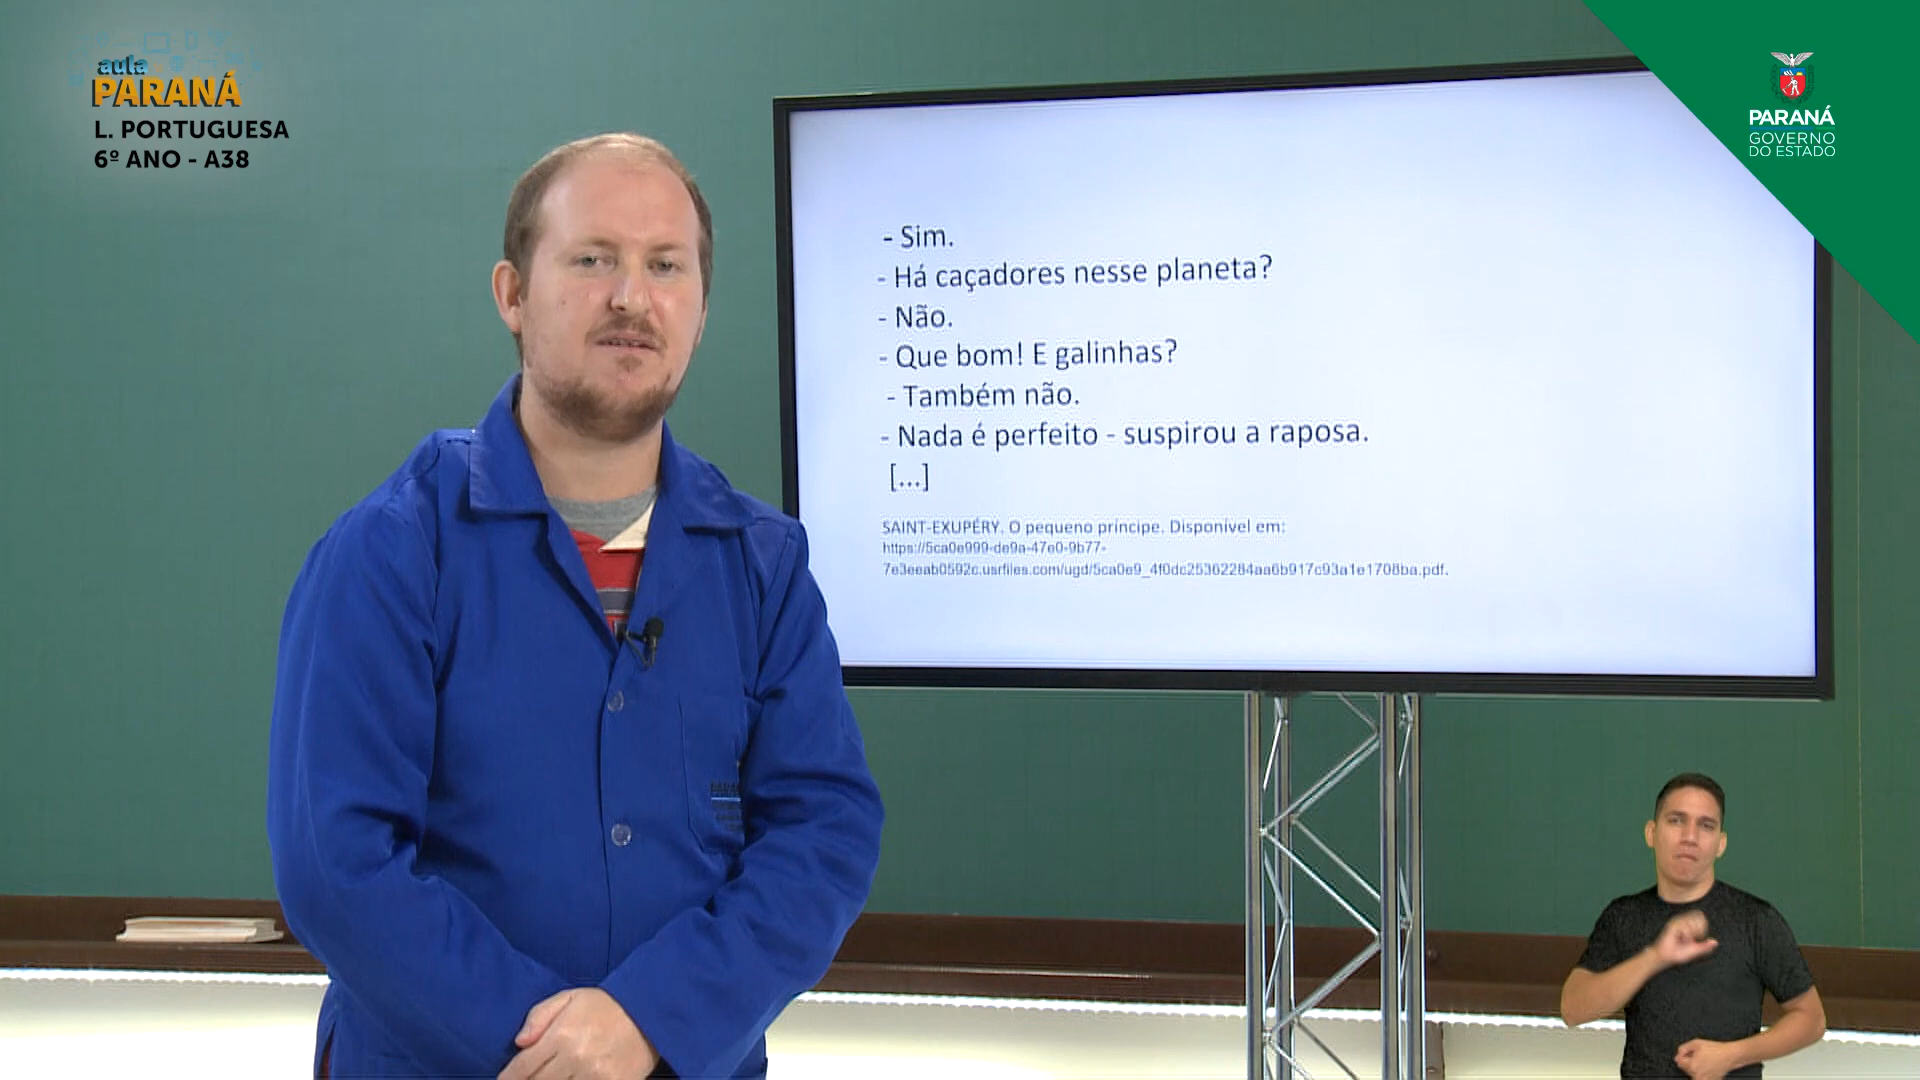 aula
PARANÁ
L. PORTUGUESA
6º ANO - A38
PARANÁ
GOVERNO
DO ESTADO
- Sim.
- Há caçadores nesse planeta?
- Não.
- Que bom! E galinhas?
- Também não.
- Nada é perfeito - suspirou a raposa.
[...]
SAINT-EXUPÉRY. O pequeno príncipe. Disponível em:
https://5ca0e999-de9a-47e0-9b77-
7e3eeab0592c.usrfiles.com/ugd/5ca0e9_4f0dc25362284aa6b917c93a1e1708ba.pdf.